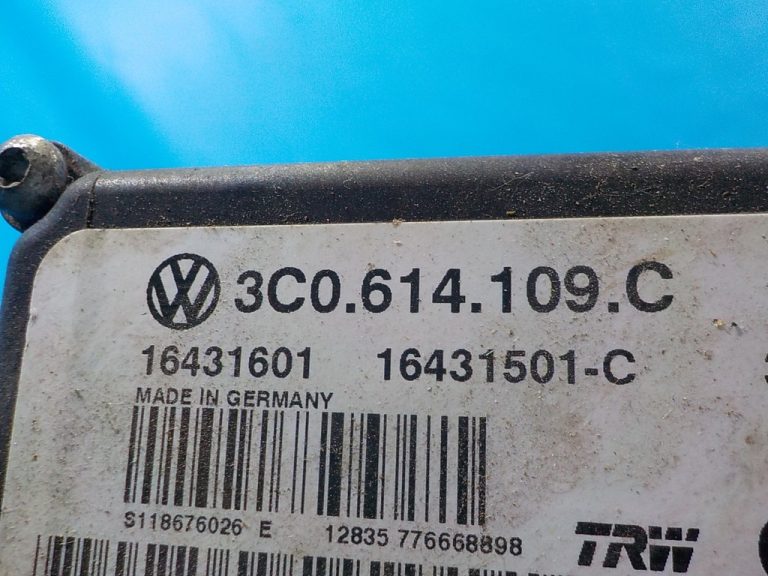 3C0.614.109.C
16431601 16431501-C
MADE IN GERMANY
S118676026 E 12835 776668898
TRW